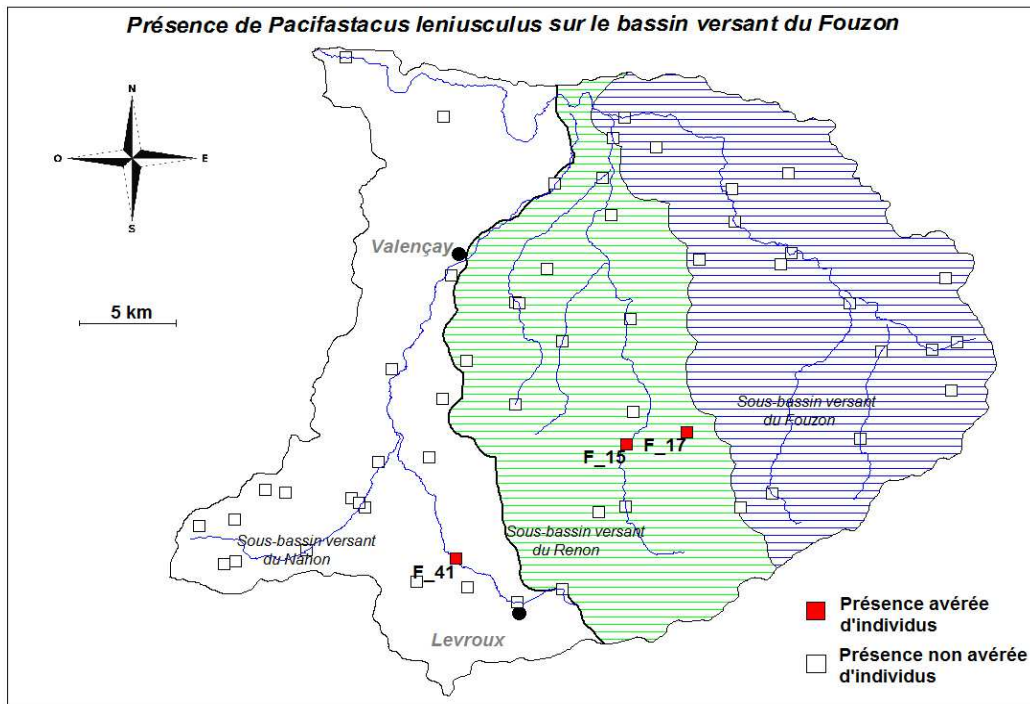 Présence de Pacifastacus leniusculus sur le bassin versant du Fouzon
N
O
E
S
Valençay
5 km
Sous-bassin versant
du Fouzon
F_15
F_17
Sous-bassin versant
du Nahon
Sous-bassin versant
du Renon
F_41
Levroux
Présence avérée
d'individus
Présence non avérée
d'individus